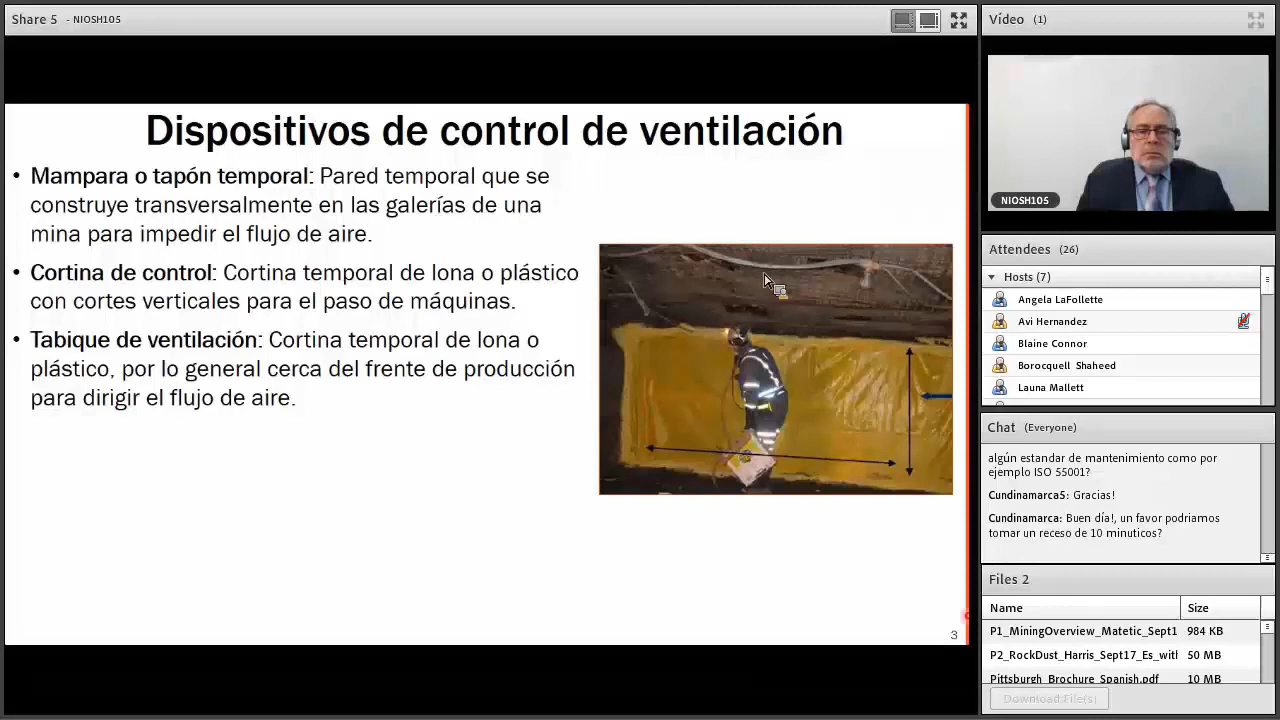 Share 5 - NIOSH105
Dispositivos de control de ventilación
• Mampara o tapón temporal: Pared temporal que se
construye transversalmente en las galerías de una
mina para impedir el flujo de aire.
• Cortina de control: Cortina temporal de lona o plástico
con cortes verticales para el paso de máquinas.
• Tabique de ventilación: Cortina temporal de lona o
plástico, por lo general cerca del frente de producción
para dirigir el flujo de aire.
3
Vídeo (1)
NIOSH105
Attendees (26)
Hosts (7)
Angela LaFollette
Avi Hernandez
Blaine Connor
Borocquell Shaheed
Launa Mallett
Chat (Everyone)
algún estandar de mantenimiento como por
ejemplo ISO 55001?
Cundinamarca5: Gracias!
Cundinamarca: Buen día!, un favor podriamos
tomar un receso de 10 minuticos?
Files 2
Name Size
P1_MiningOverview_Matetic_Sept1 984 KB
P2_RockDust_Harris_Sept17_Es_with 50 MB
Pittsburgh_Brochure_Spanish.pdf 10 MB
Download File(s)